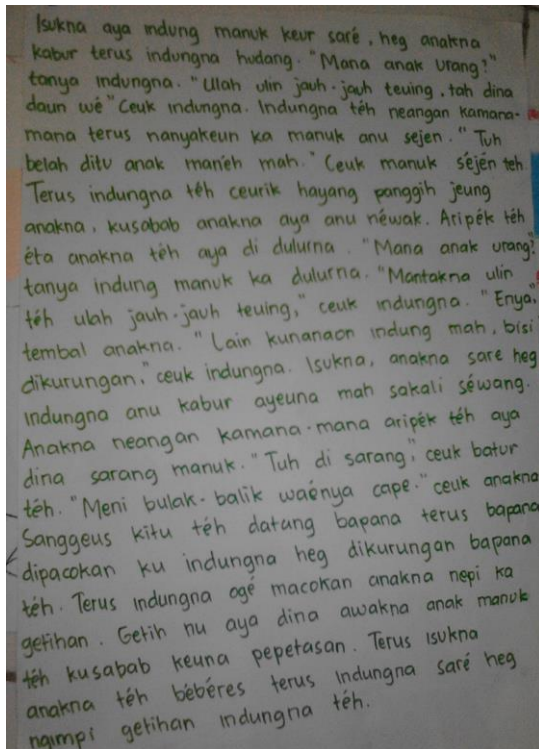 Isukna aya indung manuk keur saré, heg anakna
kabur terus indungna hudang. "Mana anak urang?"
tanya indungna. "Ulah ulin jauh-jauh teuing, tah dina
daun wé" Ceuk indungna. Indungna téh neangan kamana-
mana terus nanyakeun ka manuk anu sejen. "Tuh
belah ditu anak manéh mah." Ceuk manuk séjén teh.
Terus indungna téh ceurik hayang panggih jeung
anakna, kusabab anakna aya anu néwak. Aripék téh
éta anakna téh aya di dulurna. "Mana anak urang?"
tanya indung manuk ka dulurna. "Mantakna ulin
téh ulah jauh-jauh teuing," ceuk indungna. "Enya,"
tembal anakna. "Lain kunanaon indung mah, bisi
dikurungan," ceuk indungna. Isukna, anakna sare heg
indungna anu kabur ayeuna mah sakali séwang.
Anakna neangan kamana-mana aripék téh aya
dina sarang manuk. "Tuh di sarang", ceuk batur
téh. "Meni bulak-balik waénya cape." ceuk anakna
Sanggeus kitu téh datang bapana terus bapana
dipacokan ku indungna heg dikurungan bapana
téh. Terus indungna ogé macokan anakna nepi ka
getihan. Getih nu aya dina awakna anak manuk
téh kusabab keuna pepetasan. Terus isukna
anakna téh bébéres terus indungna saré heg
ngimpi getihan indungna téh.